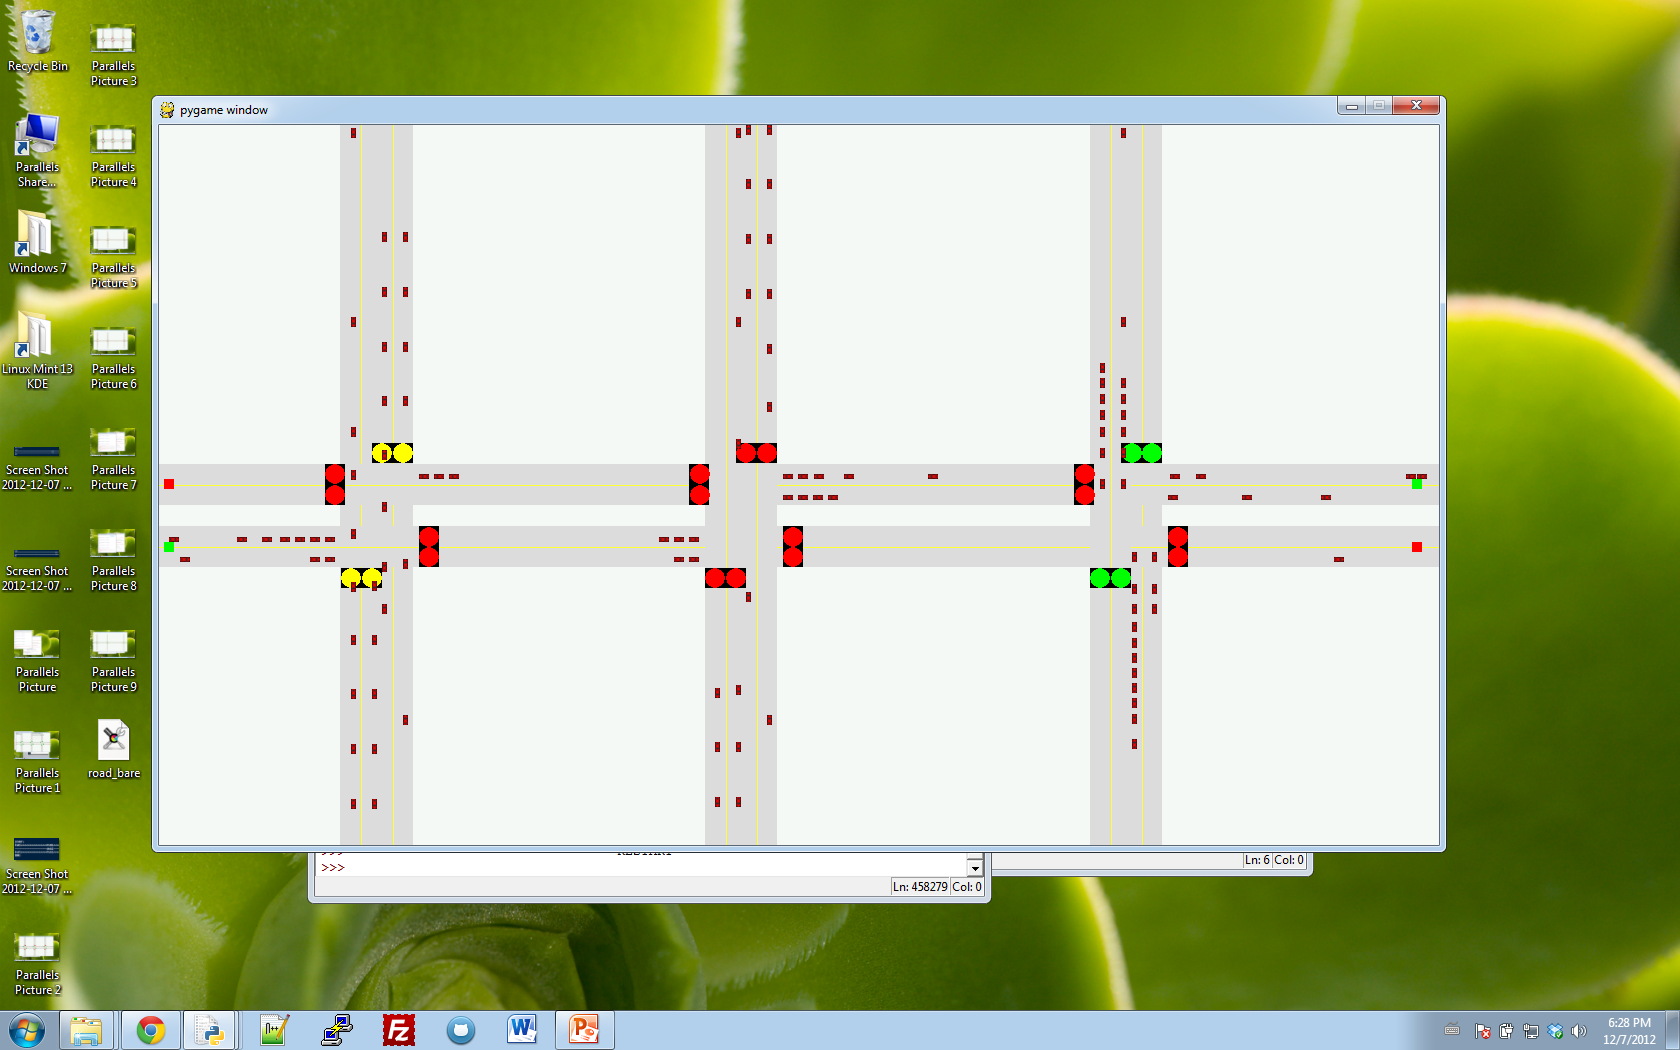 Recycle Bin
Parallels
Share...
Windows 7
Linux Mint 13
KDE
Screen Shot
2012-12-07 ...
Screen Shot
2012-12-07 ...
Parallels
Picture
Parallels
Picture 1
Screen Shot
2012-12-07 ...
Parallels
Picture 2
Parallels
Picture 3
Parallels
Picture 4
Parallels
Picture 5
Parallels
Picture 6
Parallels
Picture 7
Parallels
Picture 8
Parallels
Picture 9
road_bare
pygame window
>>>
Ln: 458279 Col: 0
Ln: 6 Col: 0
6:28 PM
12/7/2012